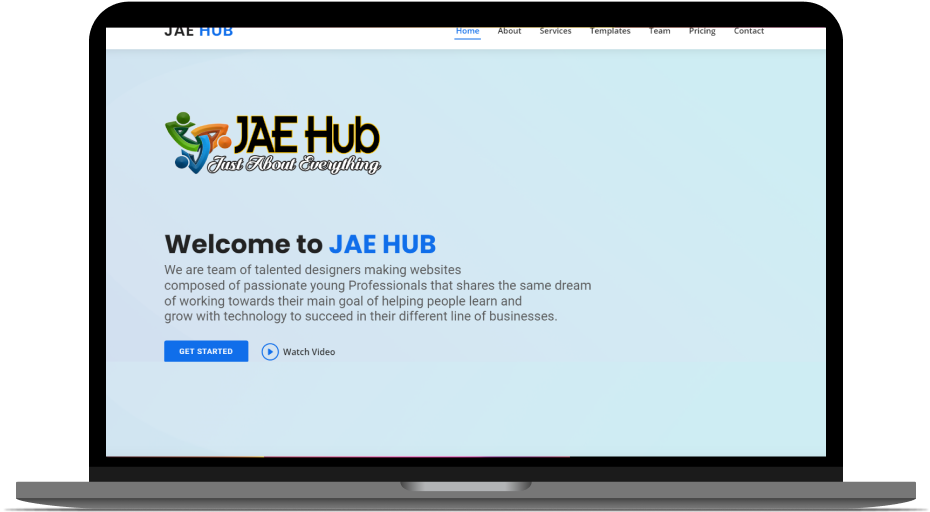 JAE HUB
Home About Services Templates Team Pricing Contact
JAE Hub
Just About Everything
Welcome to JAE HUB
We are team of talented designers making websites
composed of passionate young Professionals that shares the same dream
of working towards their main goal of helping people learn and
grow with technology to succeed in their different line of businesses.
GET STARTED
Watch Video